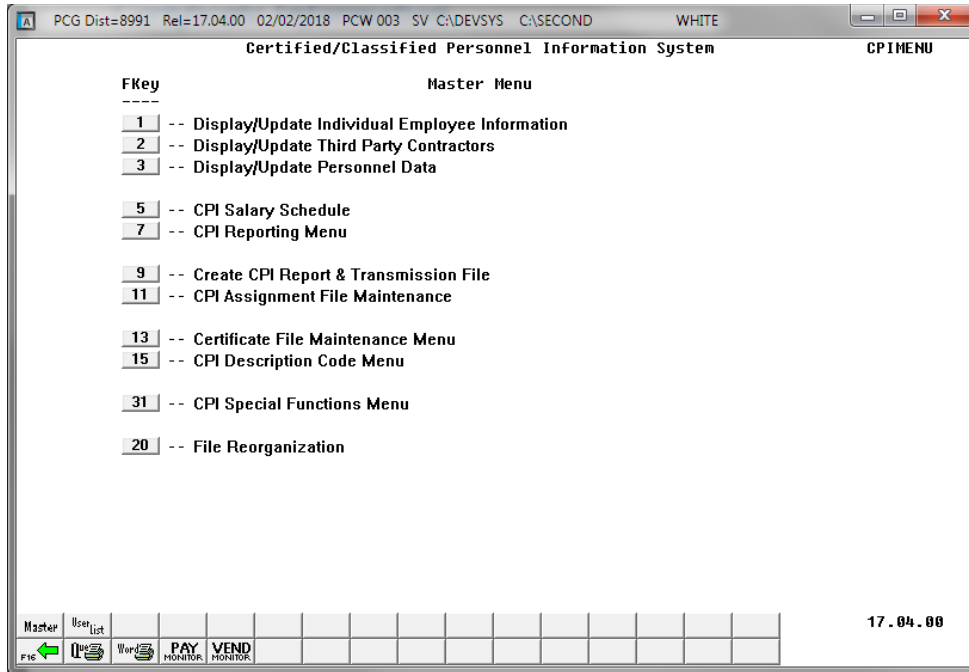 A PCG Dist=8991 Rel=17.04.00 02/02/2018 PCW 003 SV C:\DEVSYS C:\SECOND WHITE
Certified/Classified Personnel Information System CPIMENU
FKey Master Menu
----
1 -- Display/Update Individual Employee Information
2 -- Display/Update Third Party Contractors
3 -- Display/Update Personnel Data
5 -- CPI Salary Schedule
7 -- CPI Reporting Menu
9 -- Create CPI Report & Transmission File
11 -- CPI Assignment File Maintenance
13 -- Certificate File Maintenance Menu
15 -- CPI Description Code Menu
31 -- CPI Special Functions Menu
20 -- File Reorganization
Master User List 17.04.00
F16 Que Word PAY MONITOR VEND MONITOR